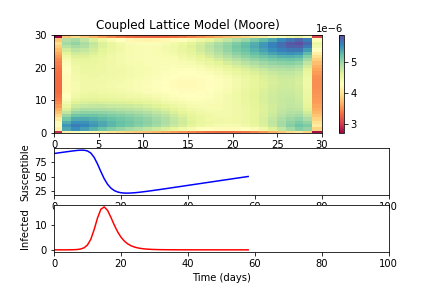 Coupled Lattice Model (Moore)
1e−6
30
20
10
0
0 5 10 15 20 25 30
5
4
3
Susceptible
75
50
25
0 20 40 60 80 100
Infected
10
0
0 20 40 60 80 100
Time (days)